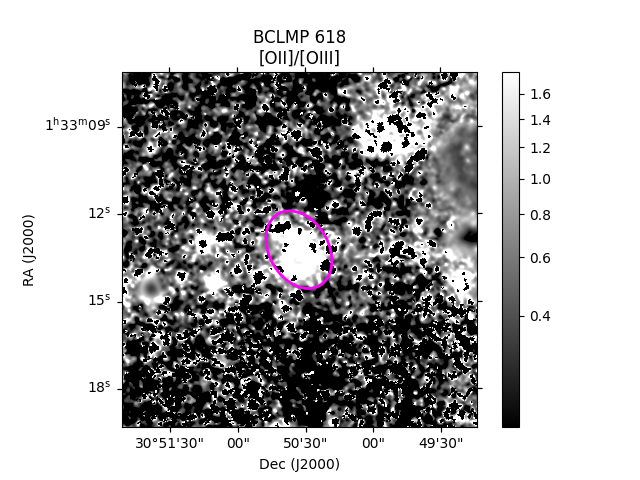 BCLMP 618
[OII]/[OIII]
RA (J2000)
1ʰ33ᵐ09ˢ
12ˢ
15ˢ
18ˢ
30°51'30"
00"
50'30"
00"
49'30"
Dec (J2000)
1.6
1.4
1.2
1.0
0.8
0.6
0.4